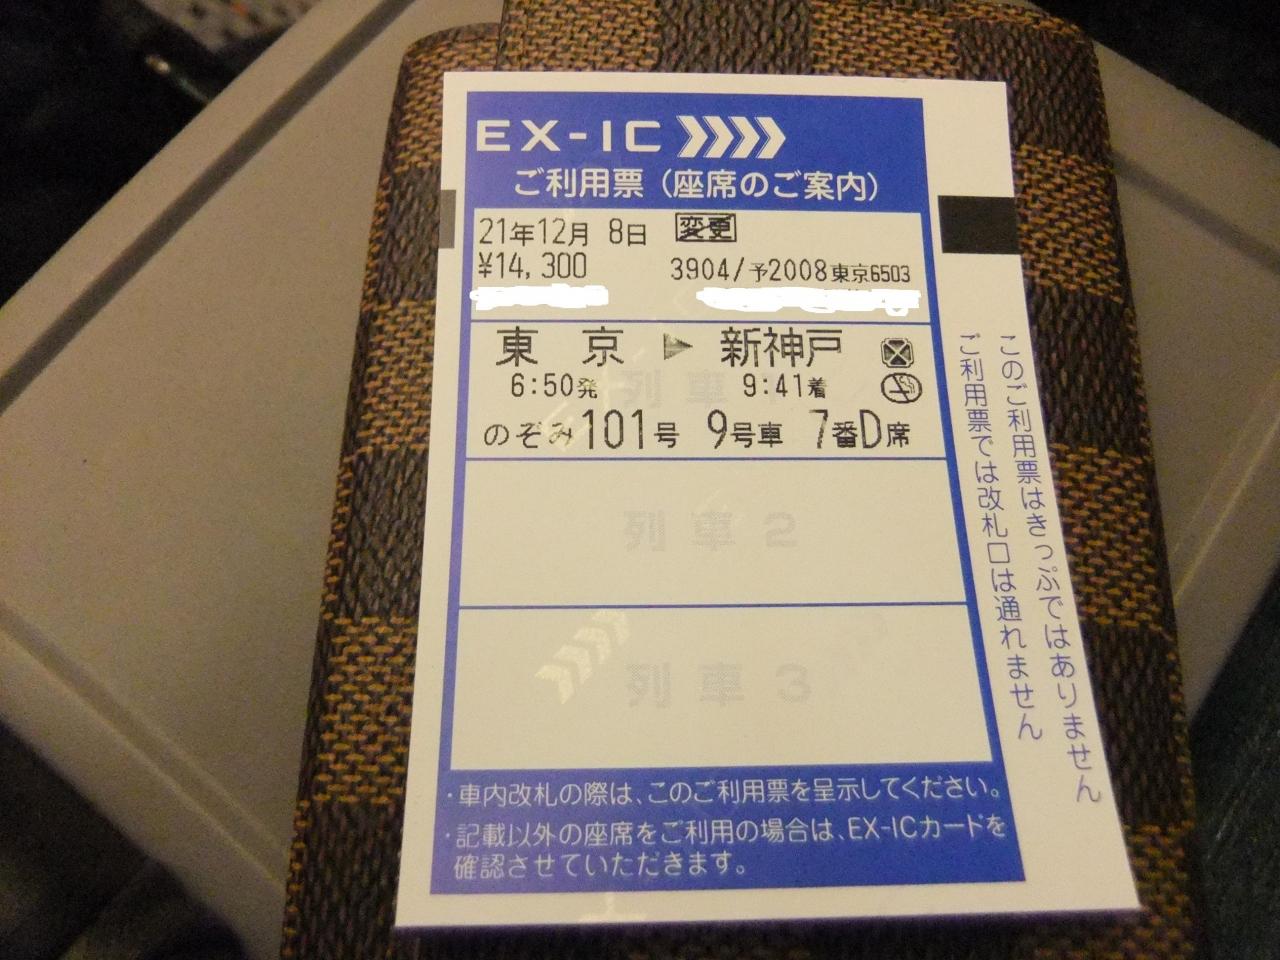 EX-IC
ご利用票（座席のご案内）
21年12月 8日 変更
¥14,300 3904/予2008東京6503
東 京 ▶ 新神戸
6:50発 9:41着
のぞみ101号 9号車 7番D席
列車2
列車3
・車内改札の際は、このご利用票を呈示してください。
・記載以外の座席をご利用の場合は、EX-ICカードを
確認させていただきます。
このご利用票はきっぷではありません
ご利用票では改札口は通れません